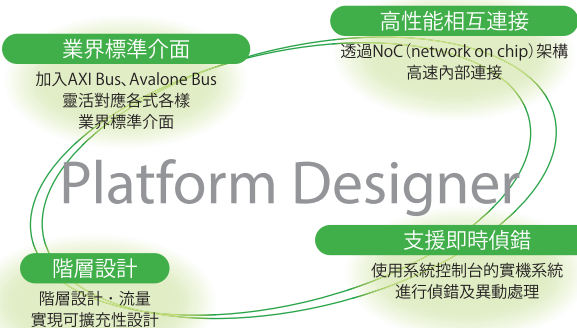 業界標準介面
加入AXI Bus、Avalone Bus
靈活對應各式各樣
業界標準介面
高性能相互連接
透過NoC（network on chip）架構
高速內部連接
Platform Designer
階層設計
階層設計．流量
實現可擴充性設計
支援即時偵錯
使用系統控制台的實機系統
進行偵錯及異動處理